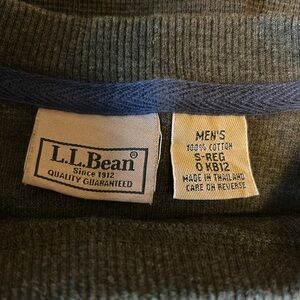 L.L.Bean®
Since 1912
QUALITY GUARANTEED
MEN'S
100% COTTON
S-REG
0 KB12
MADE IN THAILAND
CARE ON REVERSE